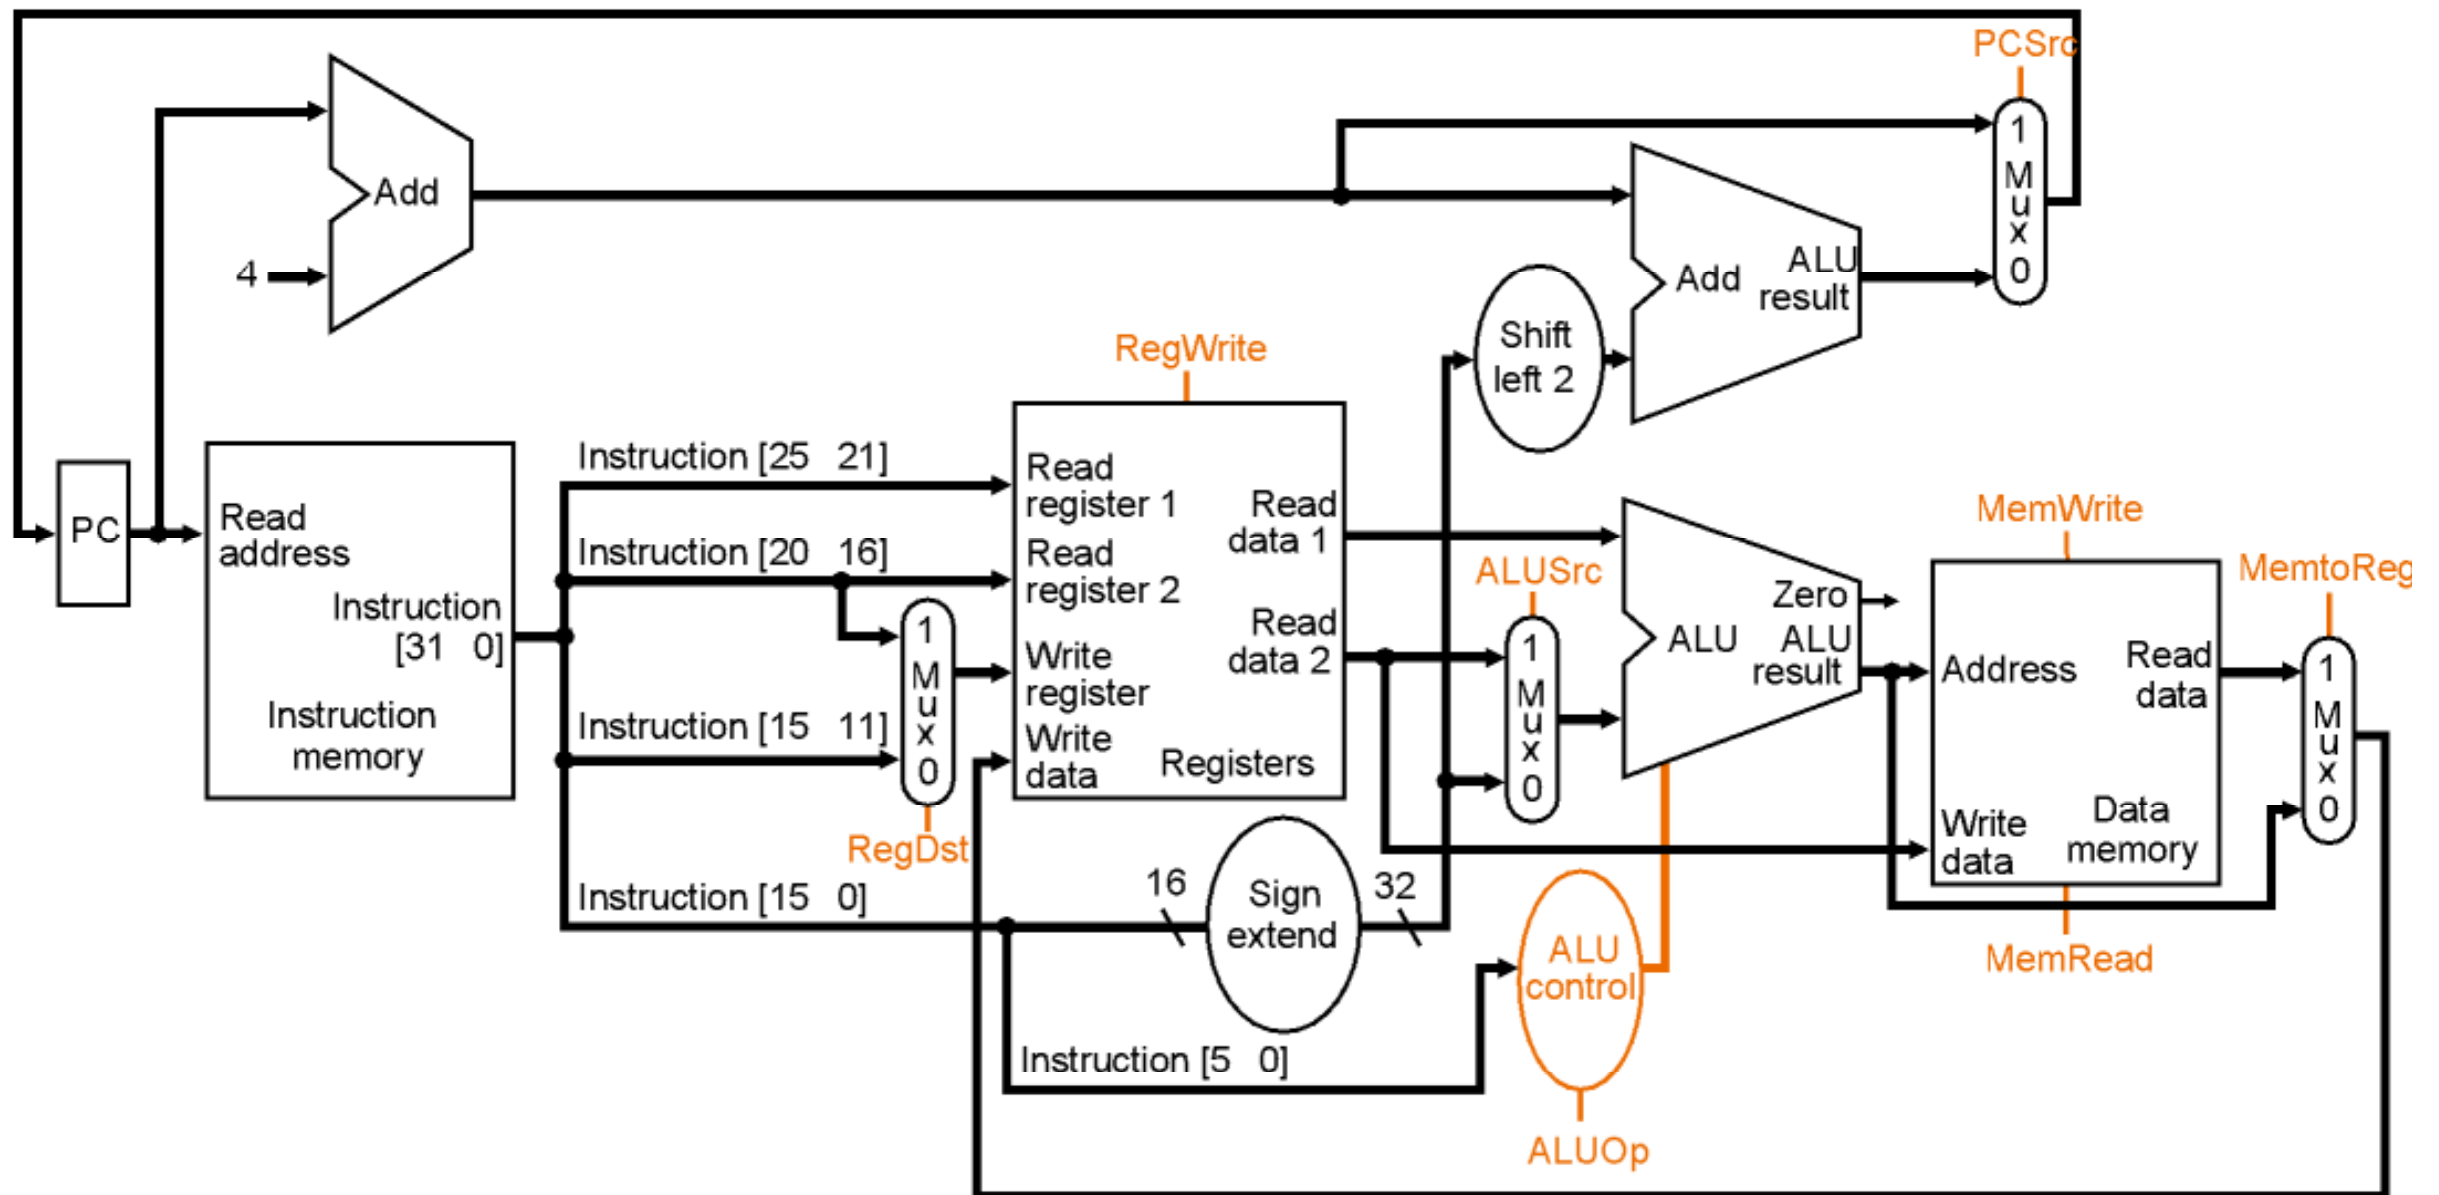 PCSrc
1
M
u
x
0
Add
4
Add
ALU
result
Shift
left 2
RegWrite
PC
Read
address
Instruction
[31 0]
Instruction
memory
Instruction [25 21]
Instruction [20 16]
Instruction [15 11]
Instruction [15 0]
1
M
u
x
0
RegDst
Read
register 1
Read
register 2
Write
register
Write
data
Read
data 1
Read
data 2
Registers
16
Sign
extend
32
Instruction [5 0]
ALUSrc
1
M
u
x
0
Zero
ALU
ALU
result
ALU
control
ALUOp
MemWrite
Address
Read
data
Write
data
Data
memory
MemRead
MemtoReg
1
M
u
x
0